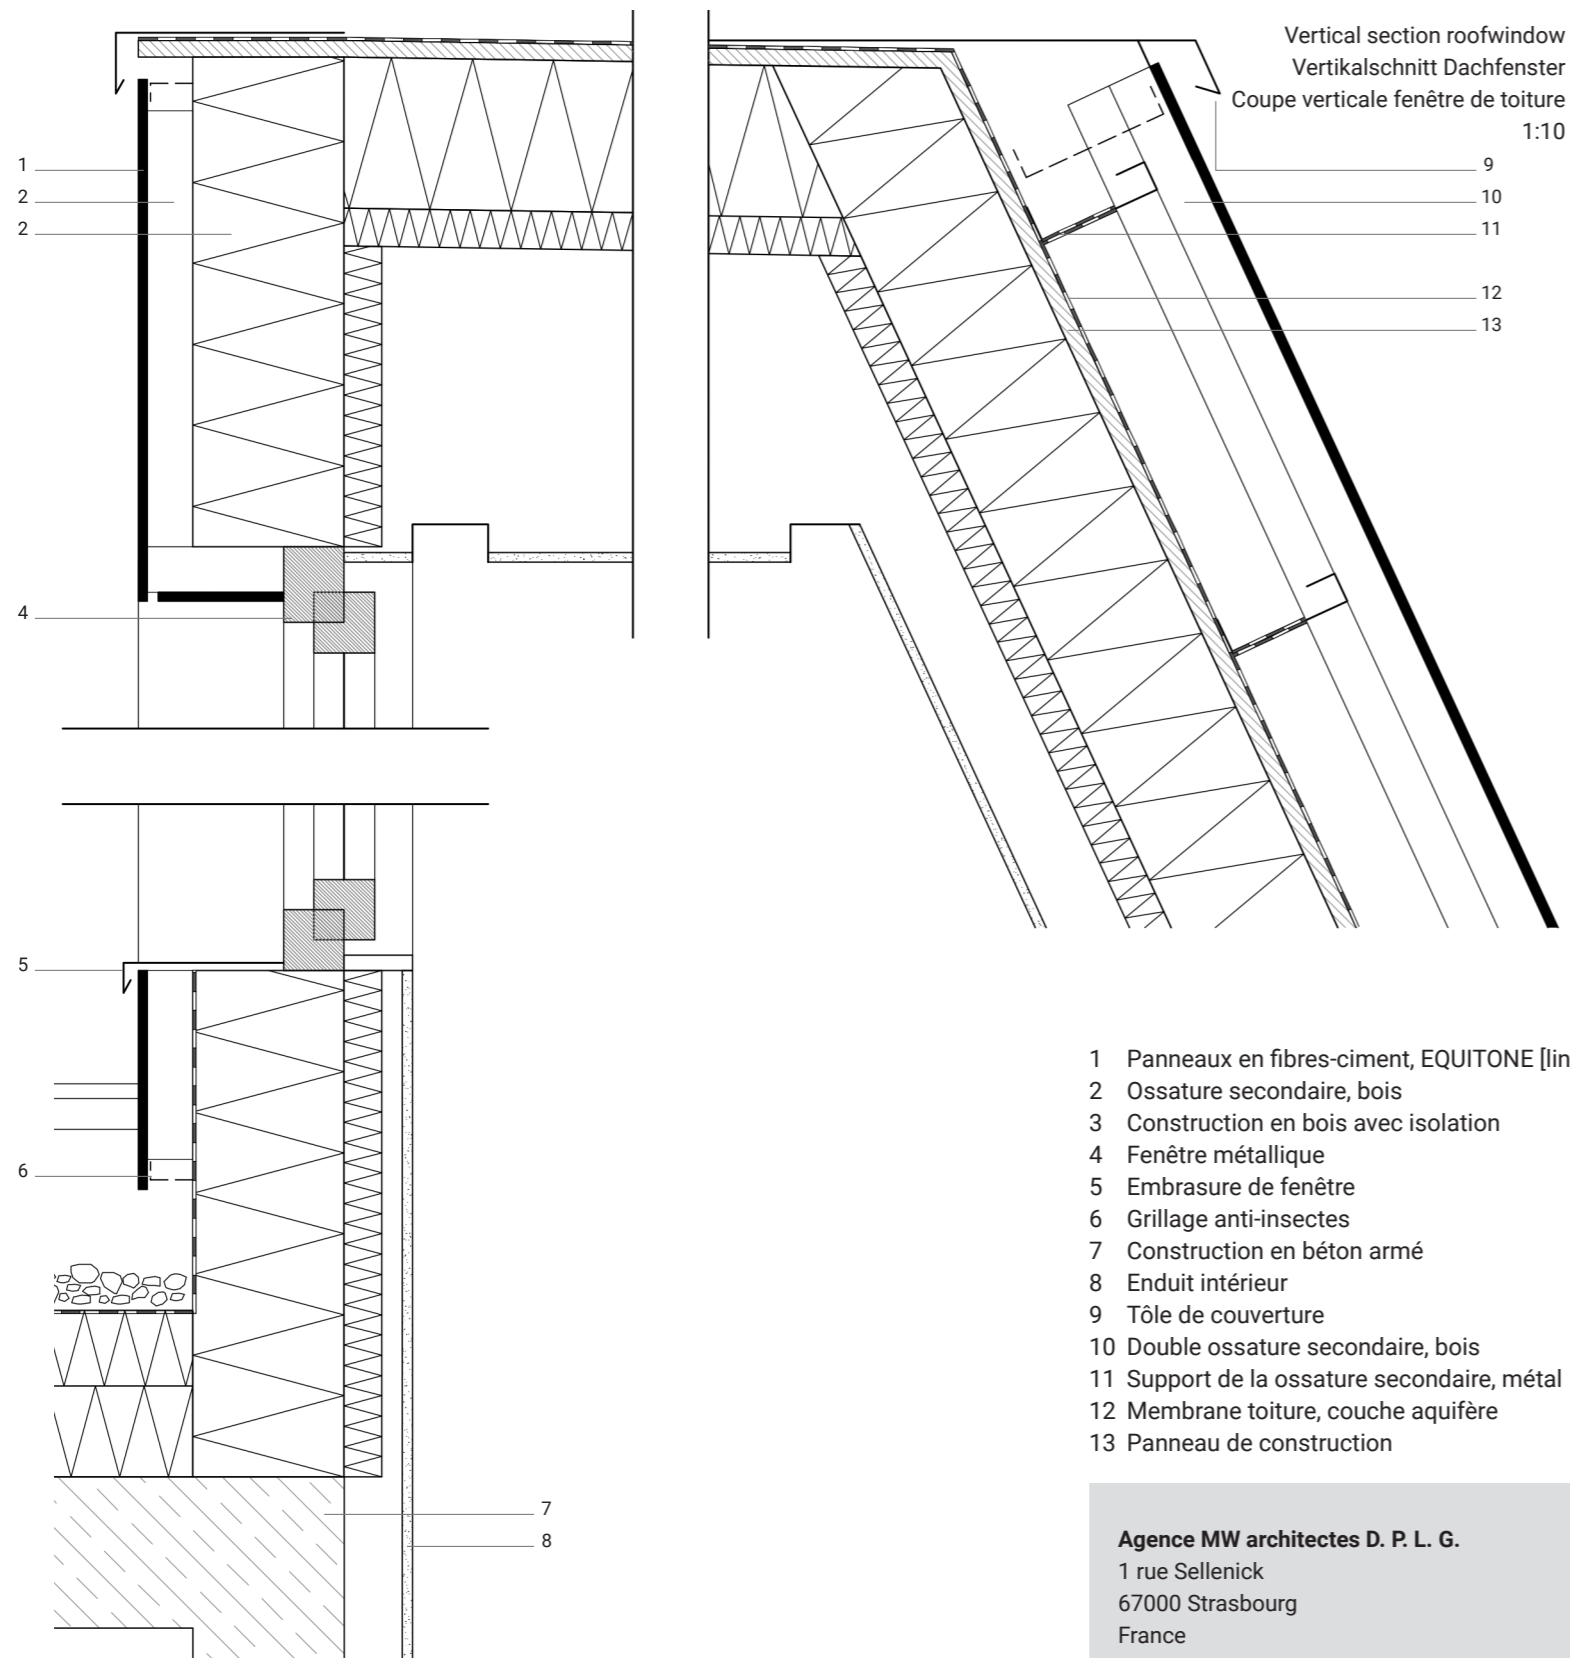 Vertical section roofwindow
Vertikalschnitt Dachfenster
Coupe verticale fenêtre de toiture
1:10
1
2
2
4
5
6
7
8
9
10
11
12
13
1 Panneaux en fibres-ciment, EQUITONE [lin
2 Ossature secondaire, bois
3 Construction en bois avec isolation
4 Fenêtre métallique
5 Embrasure de fenêtre
6 Grillage anti-insectes
7 Construction en béton armé
8 Enduit intérieur
9 Tôle de couverture
10 Double ossature secondaire, bois
11 Support de la ossature secondaire, métal
12 Membrane toiture, couche aquifère
13 Panneau de construction
Agence MW architectes D. P. L. G.
1 rue Sellenick
67000 Strasbourg
France